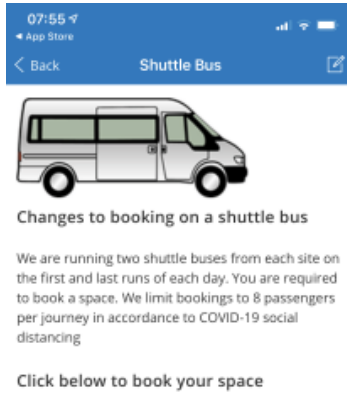 07:55
◀ App Store
Back
Shuttle Bus
Changes to booking on a shuttle bus
We are running two shuttle buses from each site on
the first and last runs of each day. You are required
to book a space. We limit bookings to 8 passengers
per journey in accordance to COVID-19 social
distancing
Click below to book your space